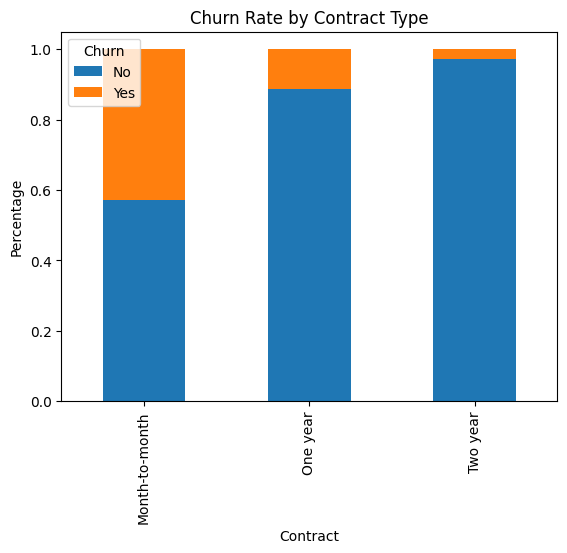 Churn Rate by Contract Type
Churn
No
Yes
Percentage
1.0
0.8
0.6
0.4
0.2
0.0
Month-to-month
One year
Two year
Contract